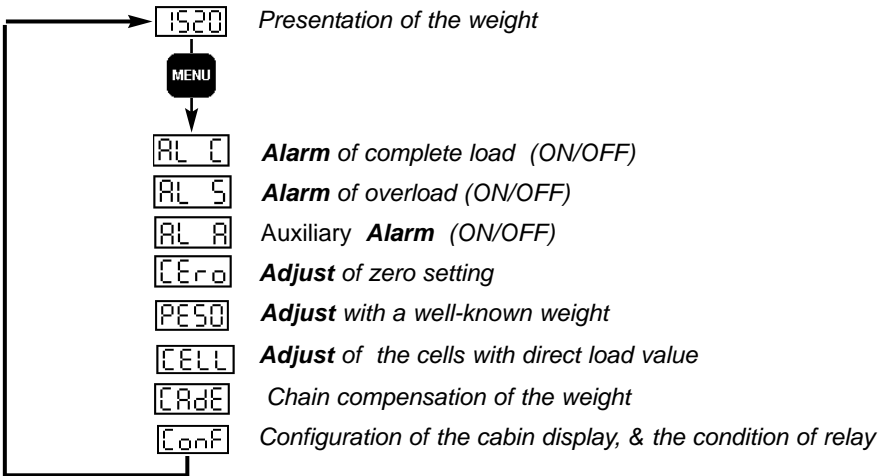 1520 Presentation of the weight
MENU
AL C Alarm of complete load (ON/OFF)
AL S Alarm of overload (ON/OFF)
AL A Auxiliary Alarm (ON/OFF)
CEro Adjust of zero setting
PESO Adjust with a well-known weight
CELL Adjust of the cells with direct load value
CAdE Chain compensation of the weight
ConF Configuration of the cabin display, & the condition of relay